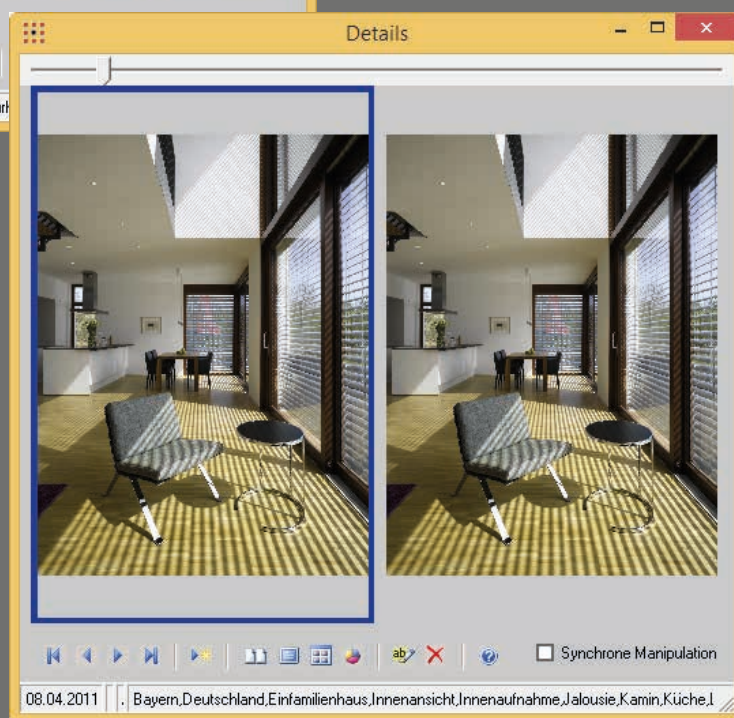 Details
Synchrone Manipulation
08.04.2011 . Bayern,Deutschland,Einfamilienhaus,Innenansicht,Innenaufnahme,Jalousie,Kamin,Küche,